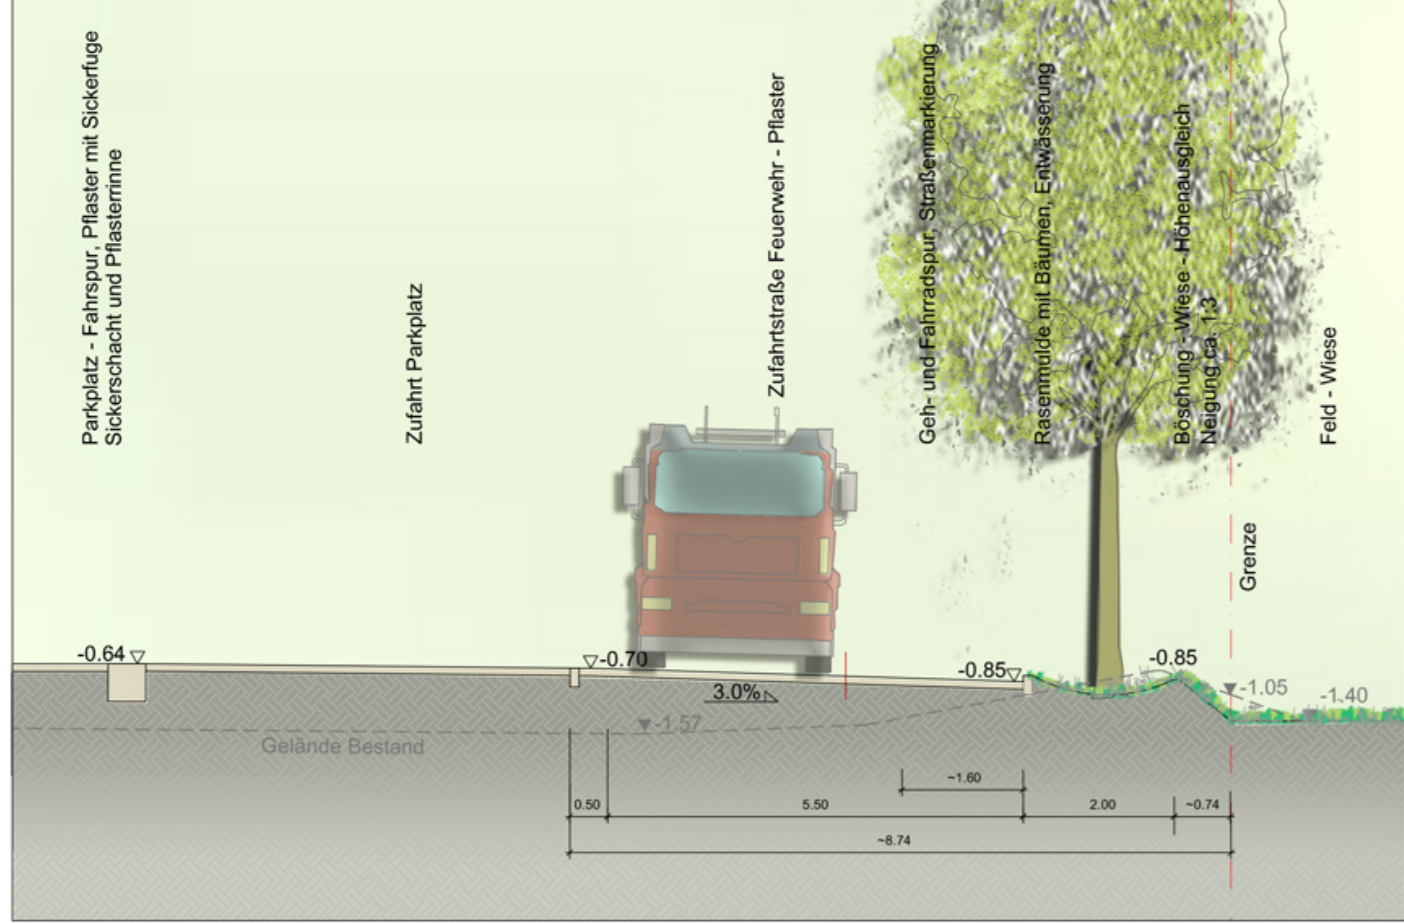 Parkplatz - Fahrspur, Pflaster mit Sickerfuge
Sickerschacht und Pflasterrinne
Zufahrt Parkplatz
Zufahrtstraße Feuerwehr - Pflaster
Geh- und Fahrradspur, Straßenmarkierung
Rasenmulde mit Bäumen, Entwässerung
Böschung - Wiese - Höhenausgleich
Neigung ca. 1:3
Feld - Wiese
Grenze
-0.64
-0.70
-0.85
-0.85
-1.05
-1.40
3.0%
-1.57
Gelände Bestand
~1.60
0.50
5.50
2.00
~0.74
~8.74